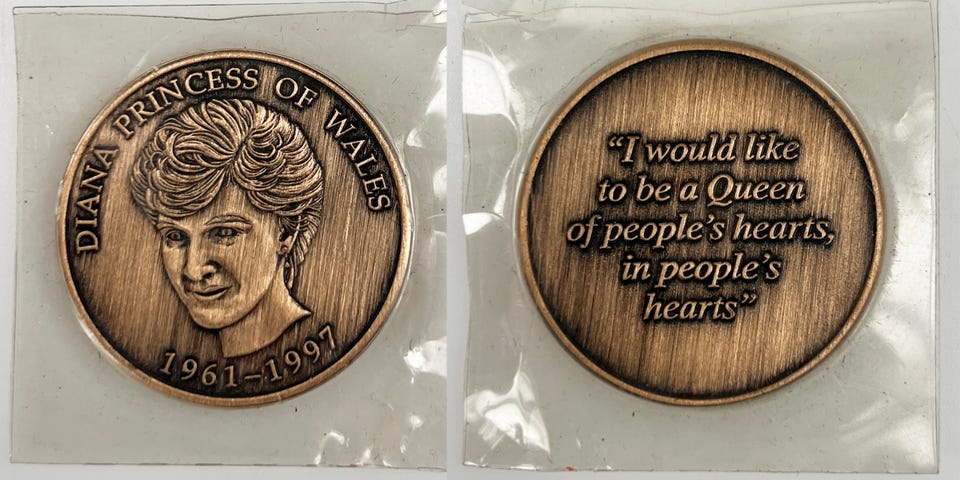 DIANA PRINCESS OF WALES
1961–1997
“I would like
to be a Queen
of people’s hearts,
in people’s
hearts”